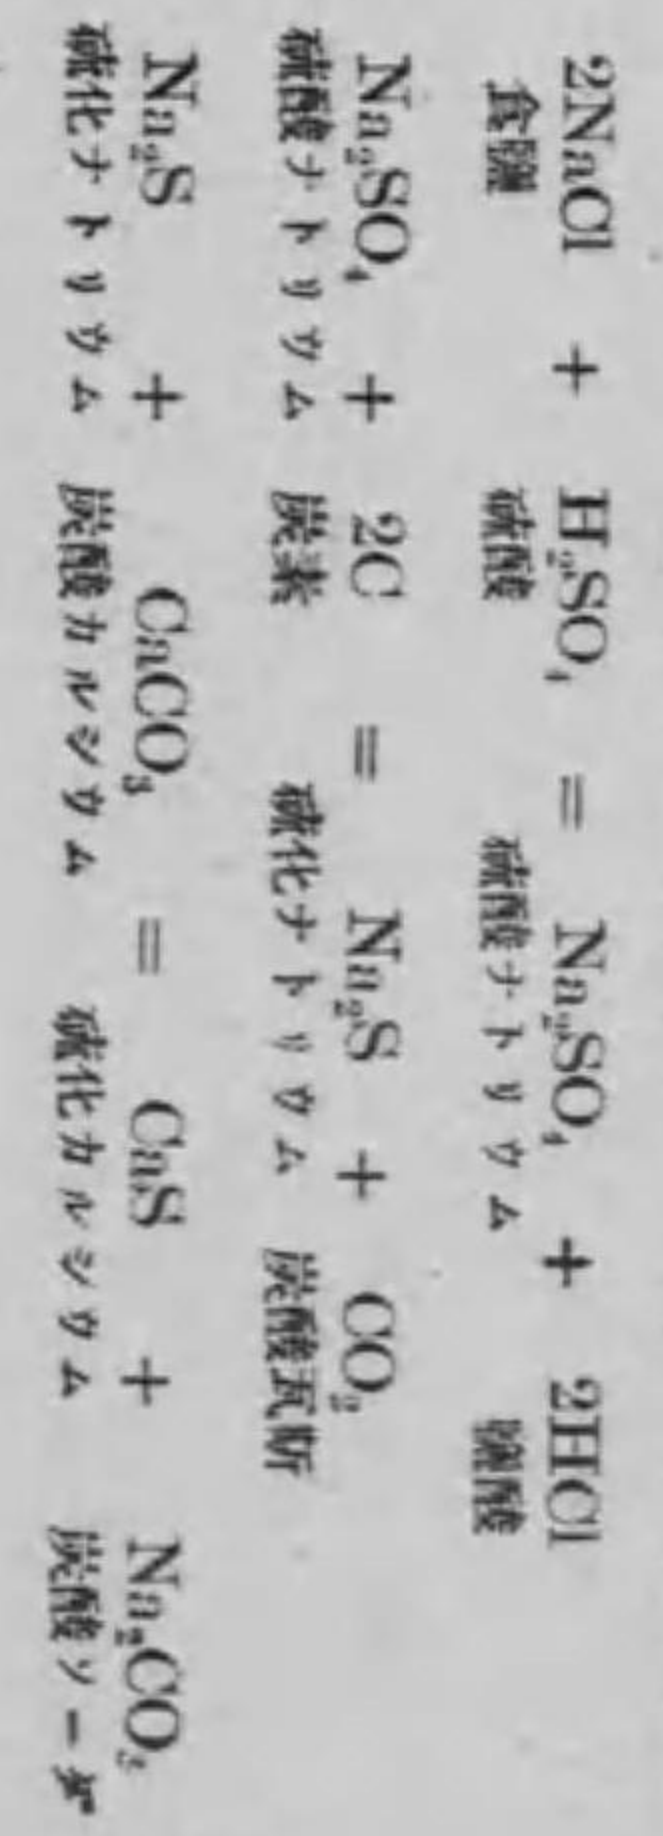 2NaCl + H₂SO₄ = Na₂SO₄ + 2HCl
食鹽 硫酸 硫酸ナトリウム 鹽酸
Na₂SO₄ + 2C = Na₂S + CO₂
硫酸ナトリウム 炭素 硫化ナトリウム 炭酸瓦斯
Na₂S + CaCO₃ = CaS + Na₂CO₃
硫化ナトリウム 炭酸カルシウム 硫化カルシウム 炭酸ソーダ